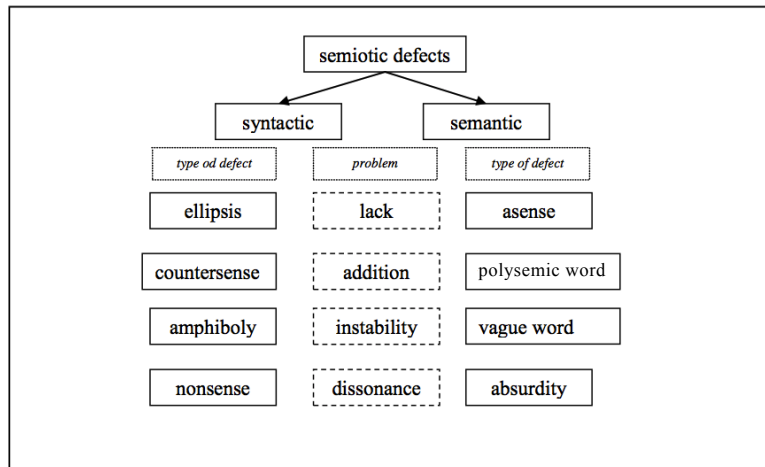 semiotic defects
syntactic semantic
type od defect problem type of defect
ellipsis lack asense
countersense addition polysemic word
amphiboly instability vague word
nonsense dissonance absurdity